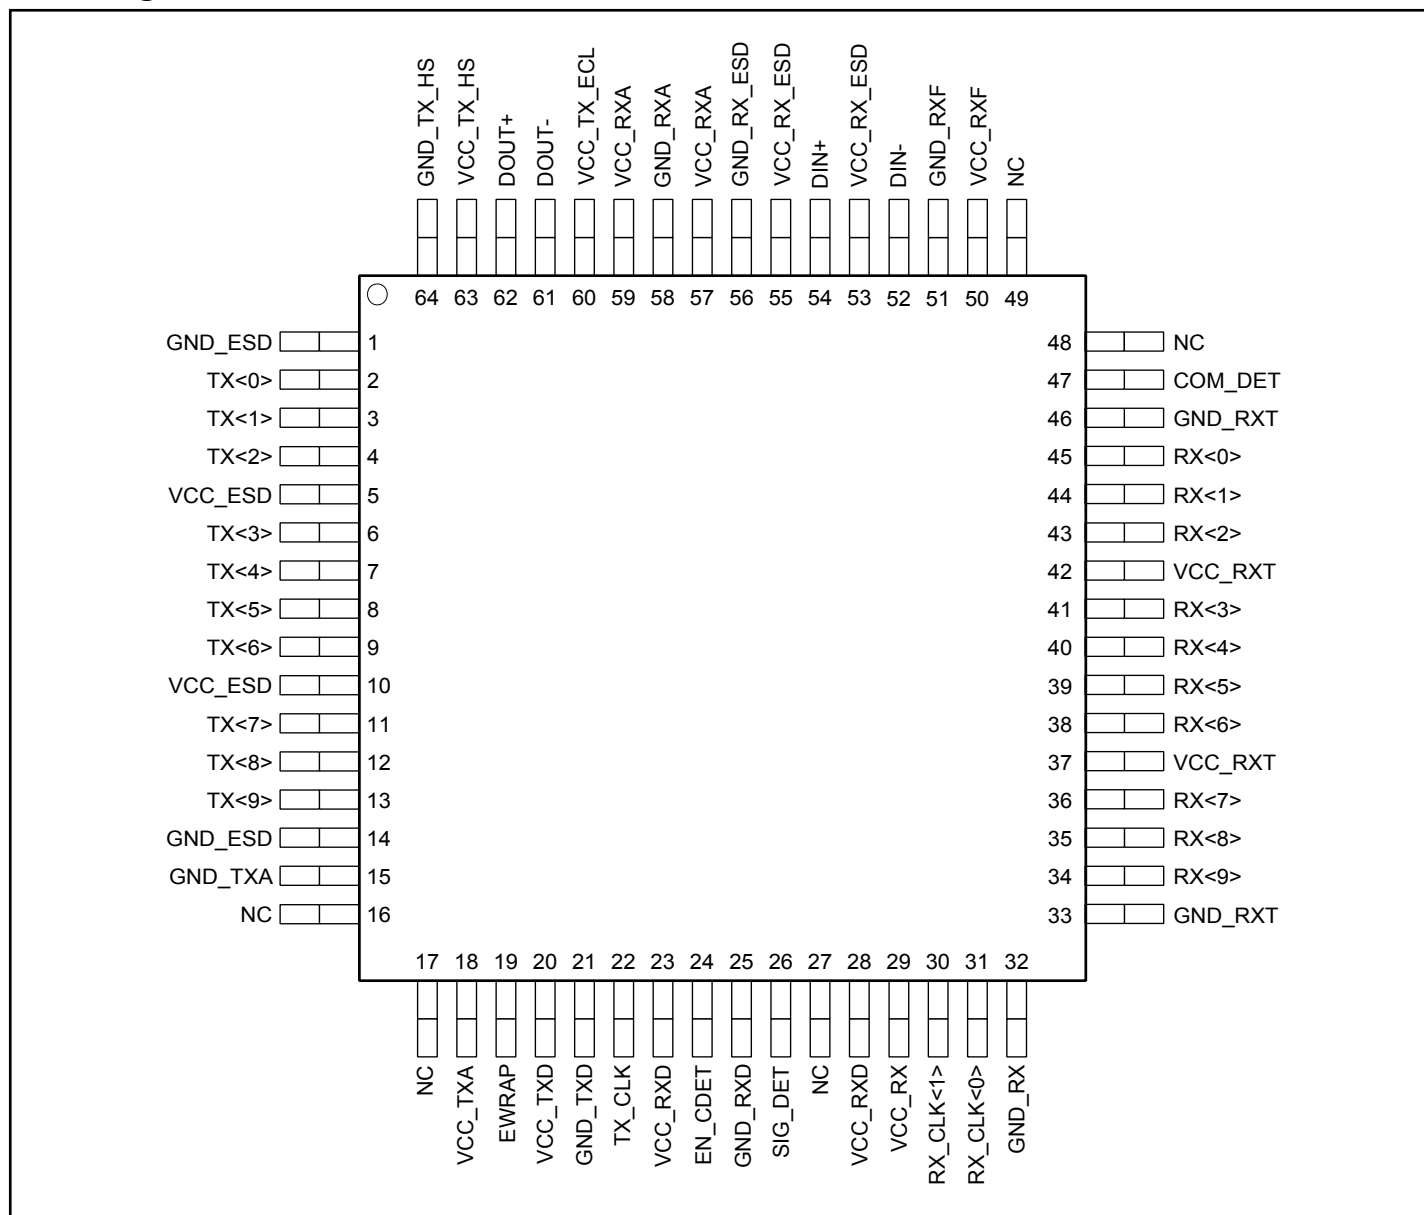 GND_TX_HS
VCC_TX_HS
DOUT+
DOUT-
VCC_TX_ECL
VCC_RXA
GND_RXA
VCC_RXA
GND_RX_ESD
VCC_RX_ESD
DIN+
VCC_RX_ESD
DIN-
GND_RXF
VCC_RXF
NC
64 63 62 61 60 59 58 57 56 55 54 53 52 51 50 49
GND_ESD 1 48 NC
TX<0> 2 47 COM_DET
TX<1> 3 46 GND_RXT
TX<2> 4 45 RX<0>
VCC_ESD 5 44 RX<1>
TX<3> 6 43 RX<2>
TX<4> 7 42 VCC_RXT
TX<5> 8 41 RX<3>
TX<6> 9 40 RX<4>
VCC_ESD 10 39 RX<5>
TX<7> 11 38 RX<6>
TX<8> 12 37 VCC_RXT
TX<9> 13 36 RX<7>
GND_ESD 14 35 RX<8>
GND_TXA 15 34 RX<9>
NC 16 33 GND_RXT
17 18 19 20 21 22 23 24 25 26 27 28 29 30 31 32
NC
VCC_TXA
EWRAP
VCC_TXD
GND_TXD
TX_CLK
VCC_RXD
EN_CDET
GND_RXD
SIG_DET
NC
VCC_RXD
VCC_RX
RX_CLK<1>
RX_CLK<0>
GND_RX